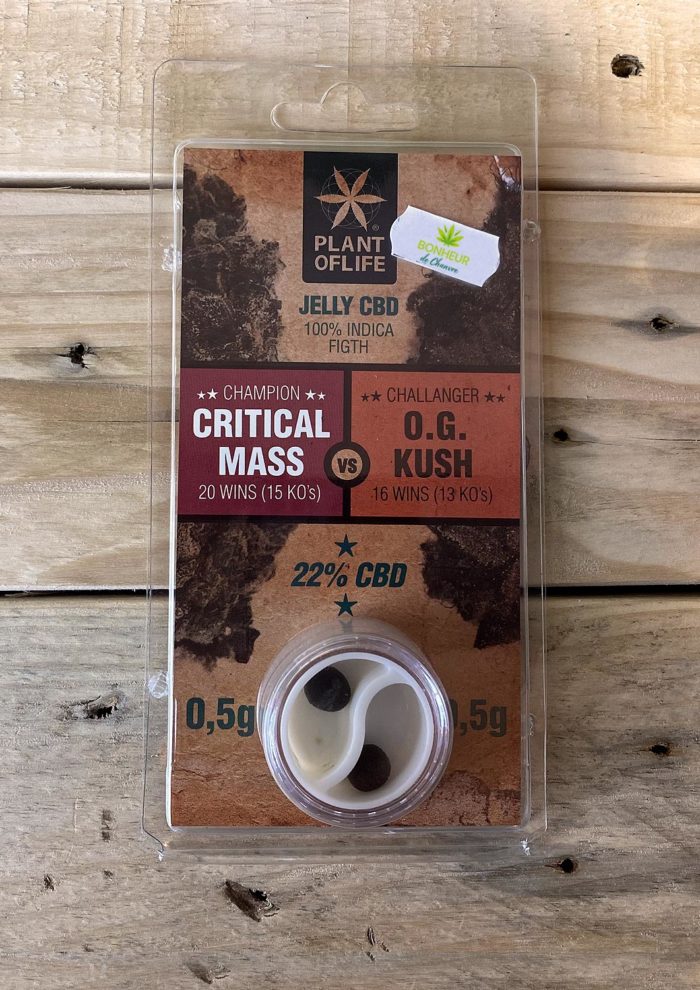 PLANT
OFLIFE
®
BONHEUR
de Chanvre
JELLY CBD
100% INDICA
FIGTH
★★ CHAMPION ★★
CRITICAL
MASS
20 WINS (15 KO's)
VS
★★ CHALLANGER ★★
O.G.
KUSH
16 WINS (13 KO's)
22% CBD
0,5g
,5g